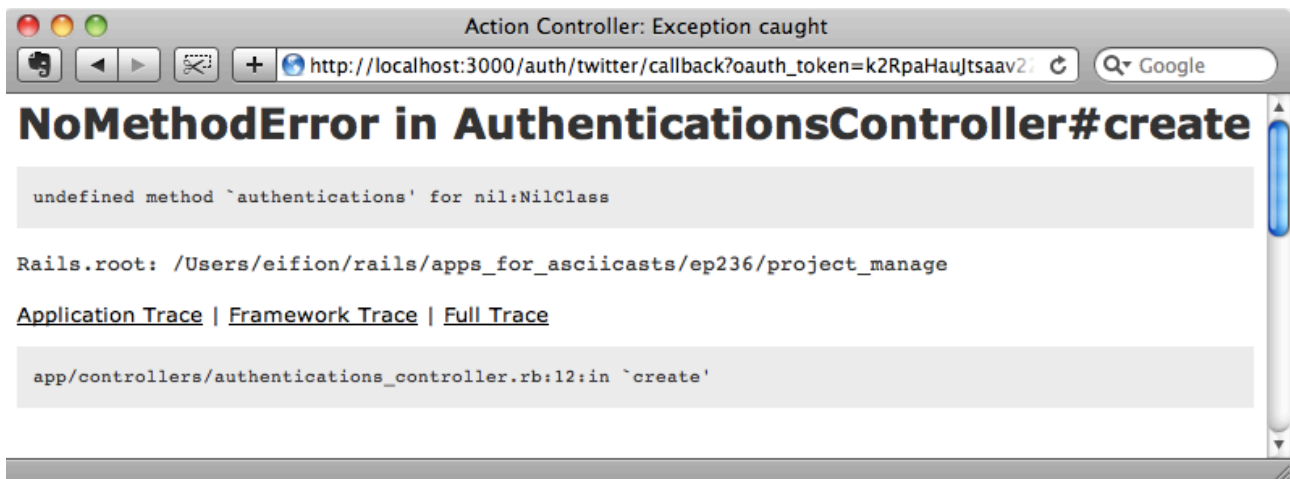 Action Controller: Exception caught
http://localhost:3000/auth/twitter/callback?oauth_token=k2RpaHauJtsaav22
Google
NoMethodError in AuthenticationsController#create
undefined method `authentications' for nil:NilClass
Rails.root: /Users/eifion/rails/apps_for_asciicasts/ep236/project_manage
Application Trace | Framework Trace | Full Trace
app/controllers/authentications_controller.rb:12:in `create'